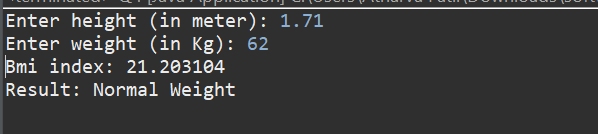 Enter height (in meter): 1.71
Enter weight (in Kg): 62
Bmi index: 21.203104
Result: Normal Weight